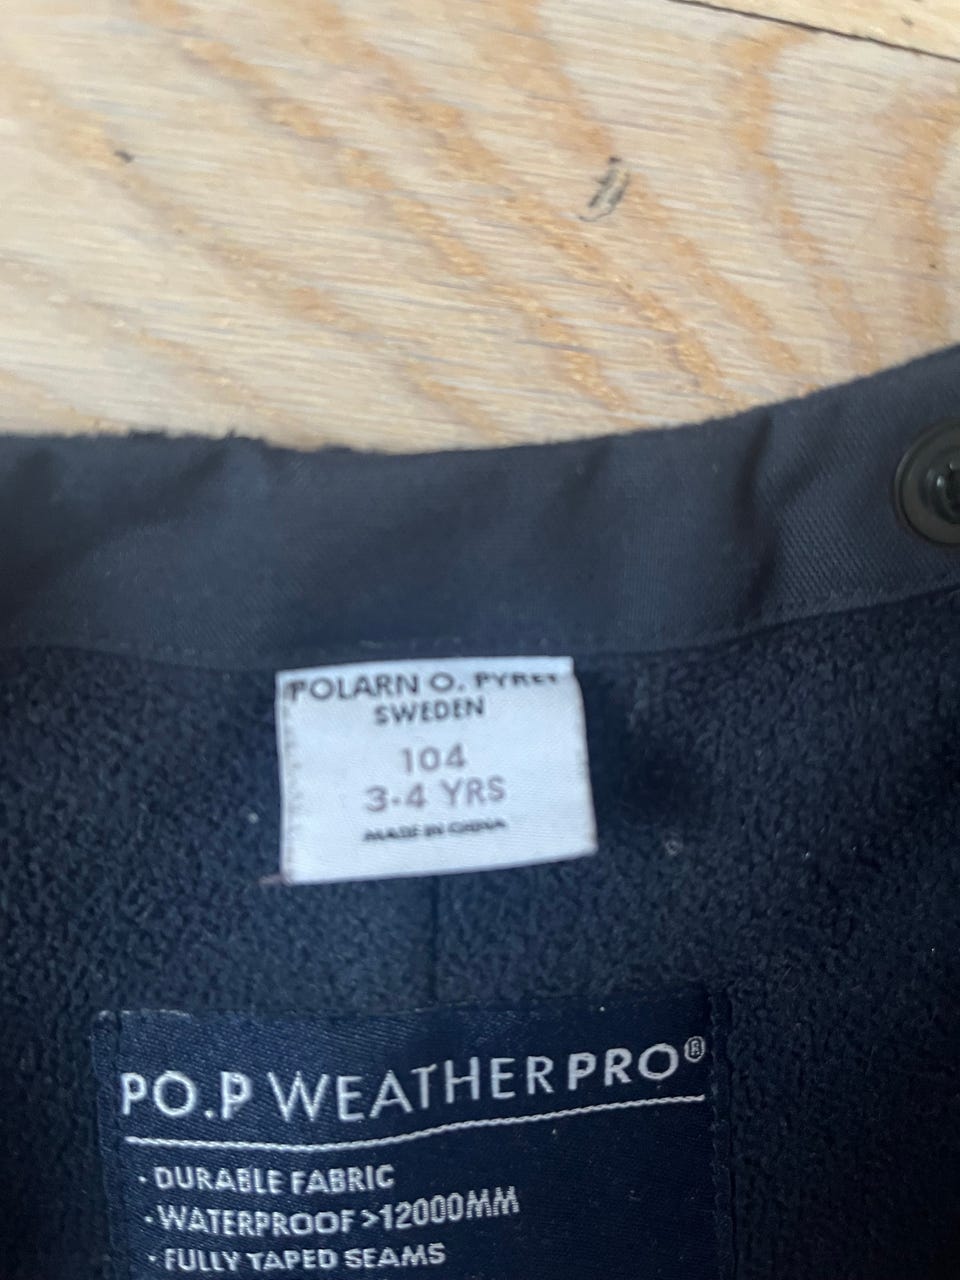 POLARN O. PYRET
SWEDEN
104
3-4 YRS
MADE IN CHINA
PO.P WEATHERPRO®
· DURABLE FABRIC
· WATERPROOF >12000MM
· FULLY TAPED SEAMS